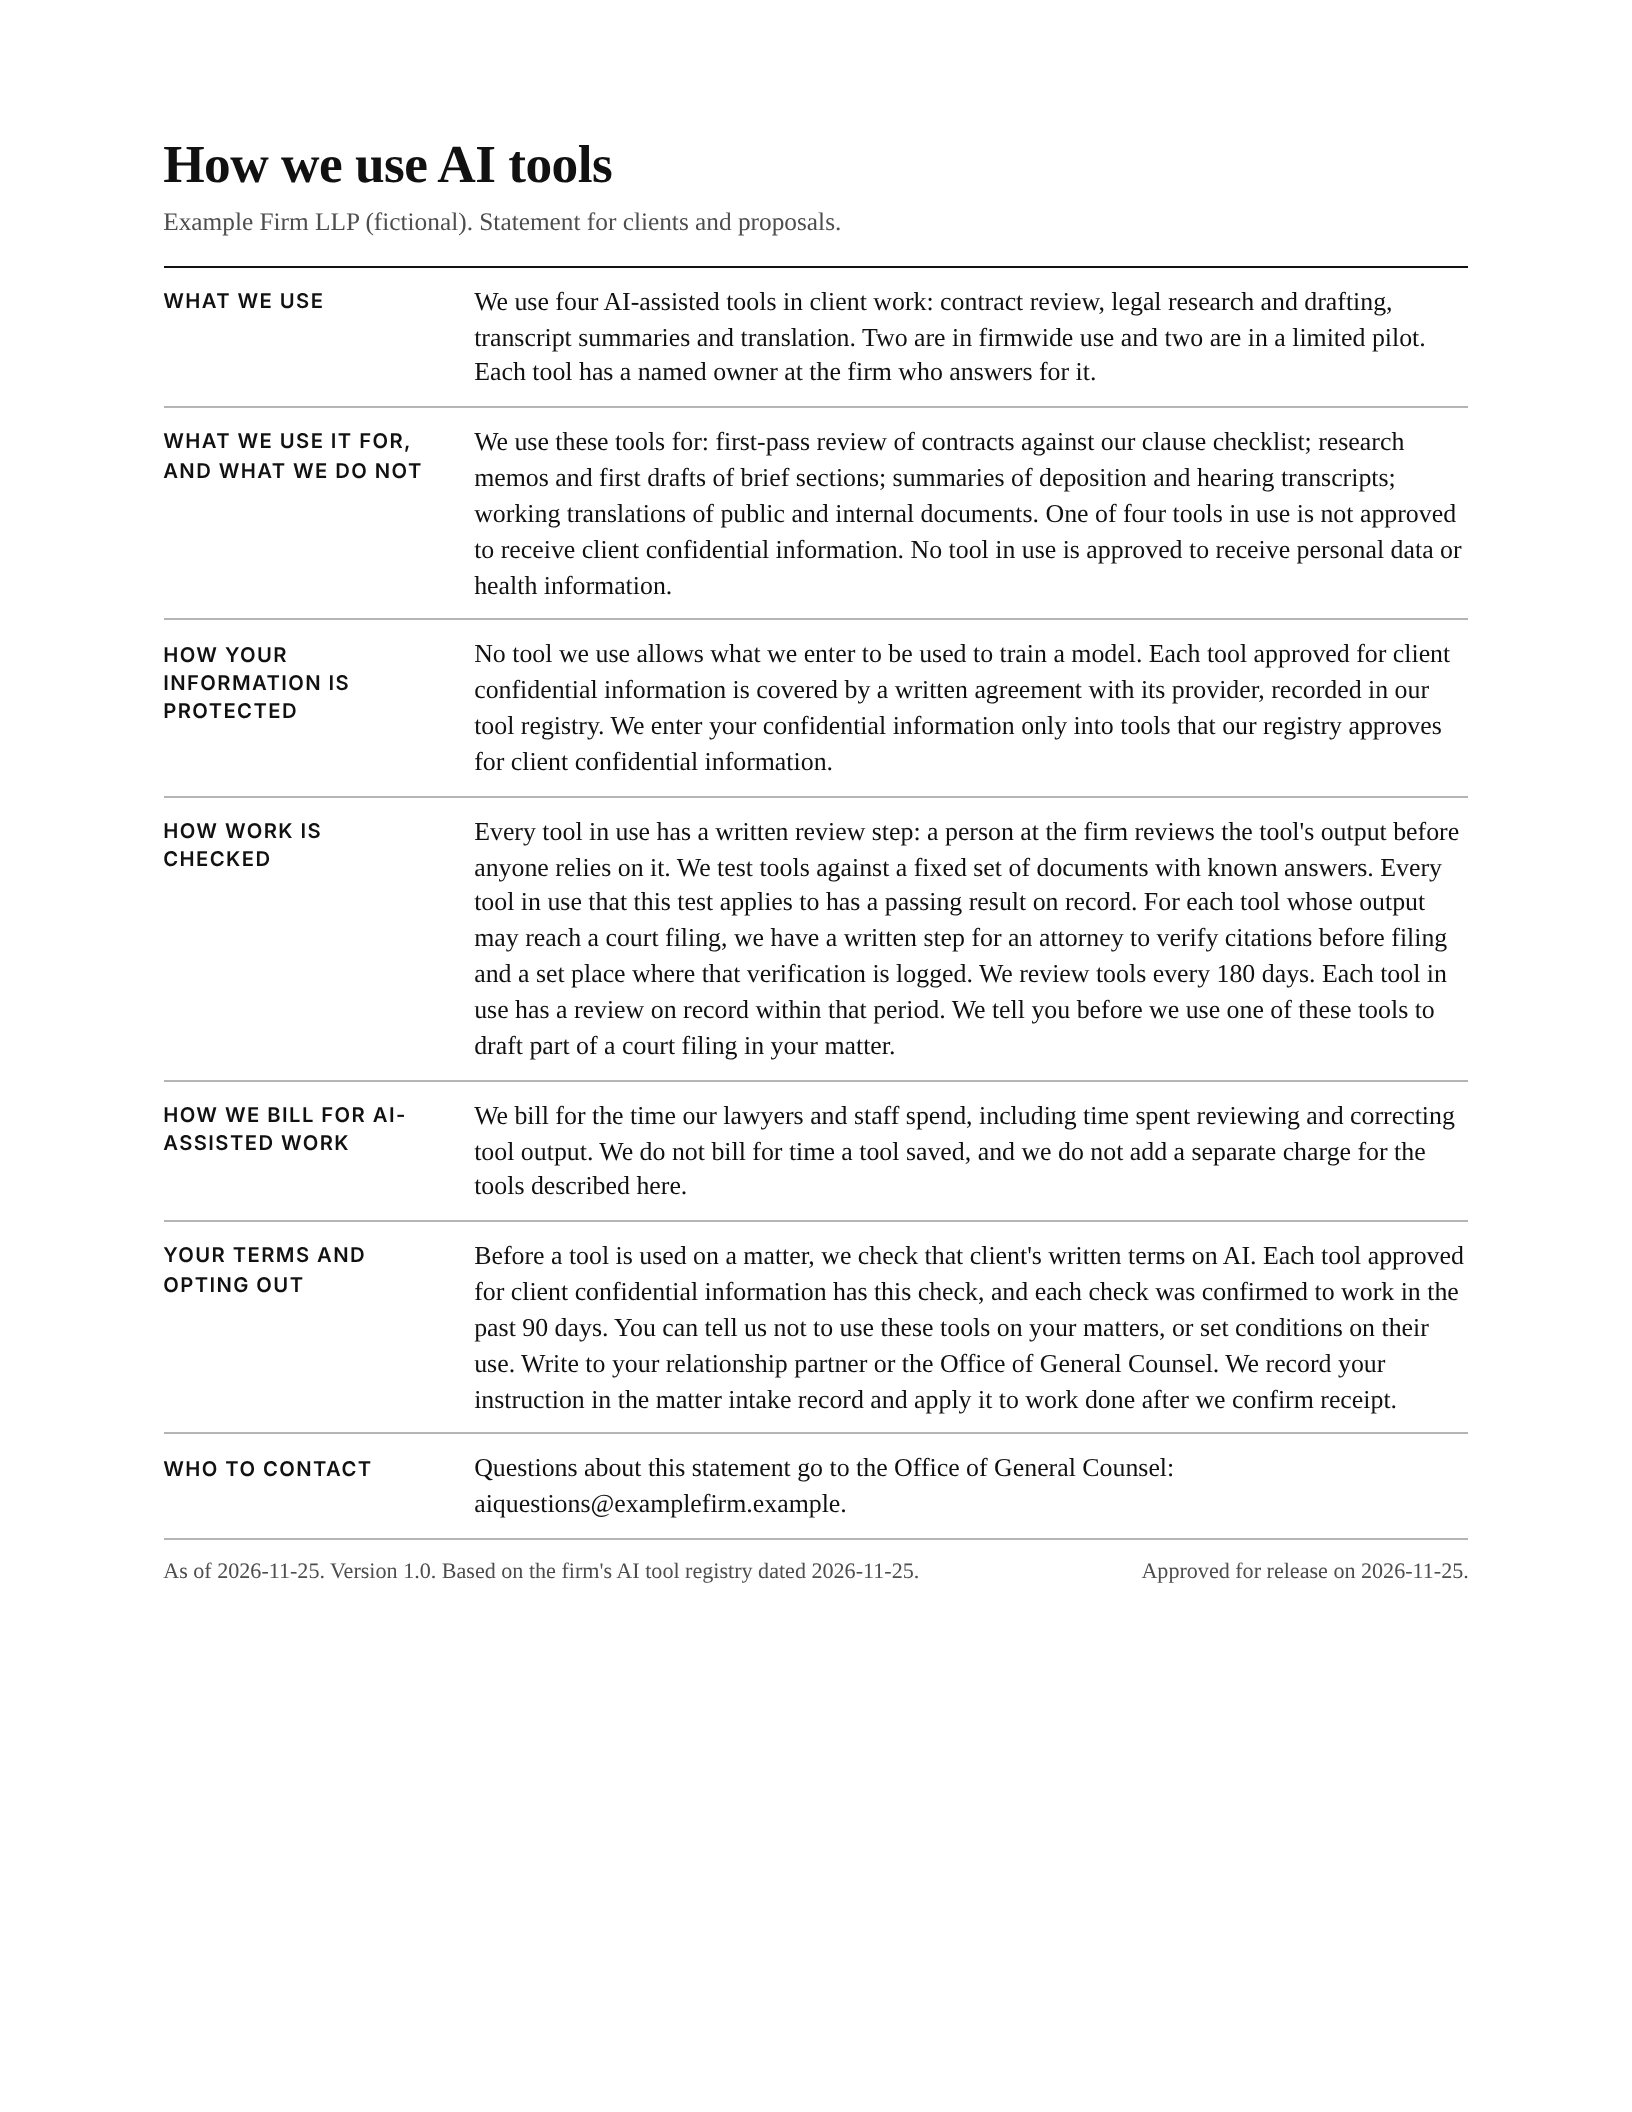 How we use AI tools
Example Firm LLP (fictional). Statement for clients and proposals.
WHAT WE USE
We use four AI-assisted tools in client work: contract review, legal research and drafting,
transcript summaries and translation. Two are in firmwide use and two are in a limited pilot.
Each tool has a named owner at the firm who answers for it.
WHAT WE USE IT FOR,
AND WHAT WE DO NOT
We use these tools for: first-pass review of contracts against our clause checklist; research
memos and first drafts of brief sections; summaries of deposition and hearing transcripts;
working translations of public and internal documents. One of four tools in use is not approved
to receive client confidential information. No tool in use is approved to receive personal data or
health information.
HOW YOUR
INFORMATION IS
PROTECTED
No tool we use allows what we enter to be used to train a model. Each tool approved for client
confidential information is covered by a written agreement with its provider, recorded in our
tool registry. We enter your confidential information only into tools that our registry approves
for client confidential information.
HOW WORK IS
CHECKED
Every tool in use has a written review step: a person at the firm reviews the tool's output before
anyone relies on it. We test tools against a fixed set of documents with known answers. Every
tool in use that this test applies to has a passing result on record. For each tool whose output
may reach a court filing, we have a written step for an attorney to verify citations before filing
and a set place where that verification is logged. We review tools every 180 days. Each tool in
use has a review on record within that period. We tell you before we use one of these tools to
draft part of a court filing in your matter.
HOW WE BILL FOR AI-
ASSISTED WORK
We bill for the time our lawyers and staff spend, including time spent reviewing and correcting
tool output. We do not bill for time a tool saved, and we do not add a separate charge for the
tools described here.
YOUR TERMS AND
OPTING OUT
Before a tool is used on a matter, we check that client's written terms on AI. Each tool approved
for client confidential information has this check, and each check was confirmed to work in the
past 90 days. You can tell us not to use these tools on your matters, or set conditions on their
use. Write to your relationship partner or the Office of General Counsel. We record your
instruction in the matter intake record and apply it to work done after we confirm receipt.
WHO TO CONTACT
Questions about this statement go to the Office of General Counsel:
aiquestions@examplefirm.example.
As of 2026-11-25. Version 1.0. Based on the firm's AI tool registry dated 2026-11-25.
Approved for release on 2026-11-25.